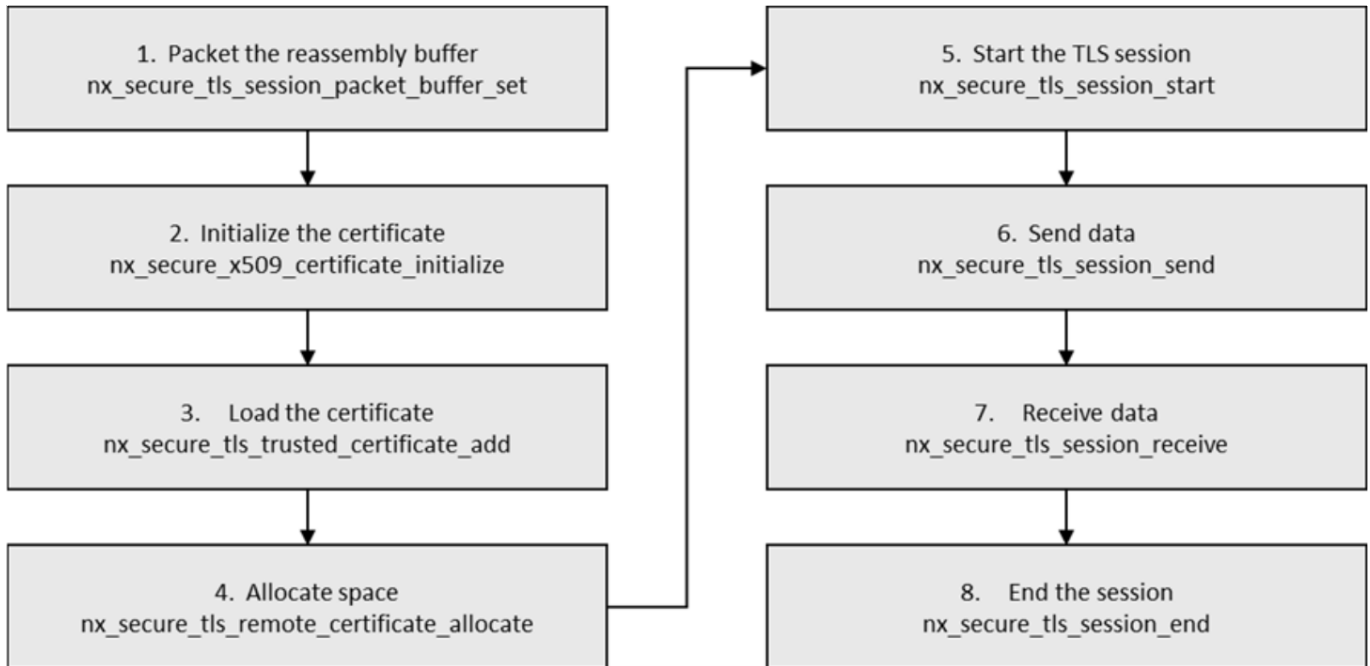 1. Packet the reassembly buffer
nx_secure_tls_session_packet_buffer_set
2. Initialize the certificate
nx_secure_x509_certificate_initialize
3. Load the certificate
nx_secure_tls_trusted_certificate_add
4. Allocate space
nx_secure_tls_remote_certificate_allocate
5. Start the TLS session
nx_secure_tls_session_start
6. Send data
nx_secure_tls_session_send
7. Receive data
nx_secure_tls_session_receive
8. End the session
nx_secure_tls_session_end